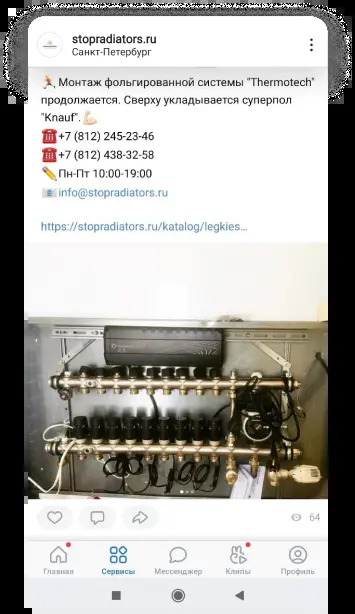 stopradiators.ru
Санкт-Петербург
Монтаж фольгированной системы "Thermotech"
продолжается. Сверху укладывается суперпол
"Knauf".
+7 (812) 245-23-46
+7 (812) 438-32-58
Пн-Пт 10:00-19:00
info@stopradiators.ru
https://stopradiators.ru/katalog/legkies...
64
Главная
Сервисы
Мессенджер
Клипы
Профиль